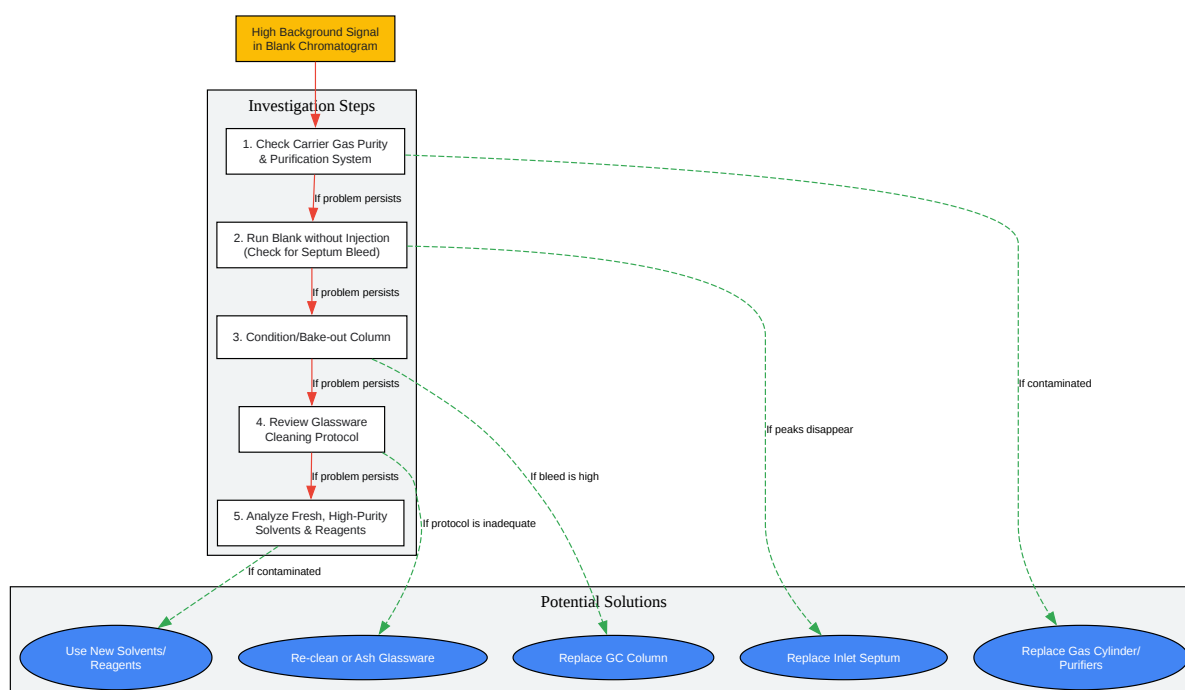 High Background Signal
in Blank Chromatogram
Investigation Steps
1. Check Carrier Gas Purity
& Purification System
If problem persists
2. Run Blank without Injection
(Check for Septum Bleed)
If problem persists
3. Condition/Bake-out Column
If problem persists
If contaminated
4. Review Glassware
Cleaning Protocol
If peaks disappear
If problem persists
If bleed is high
5. Analyze Fresh, High-Purity
Solvents & Reagents
If protocol is inadequate
If contaminated
Potential Solutions
Use New Solvents/
Reagents
Re-clean or Ash Glassware
Replace GC Column
Replace Inlet Septum
Replace Gas Cylinder/
Purifiers